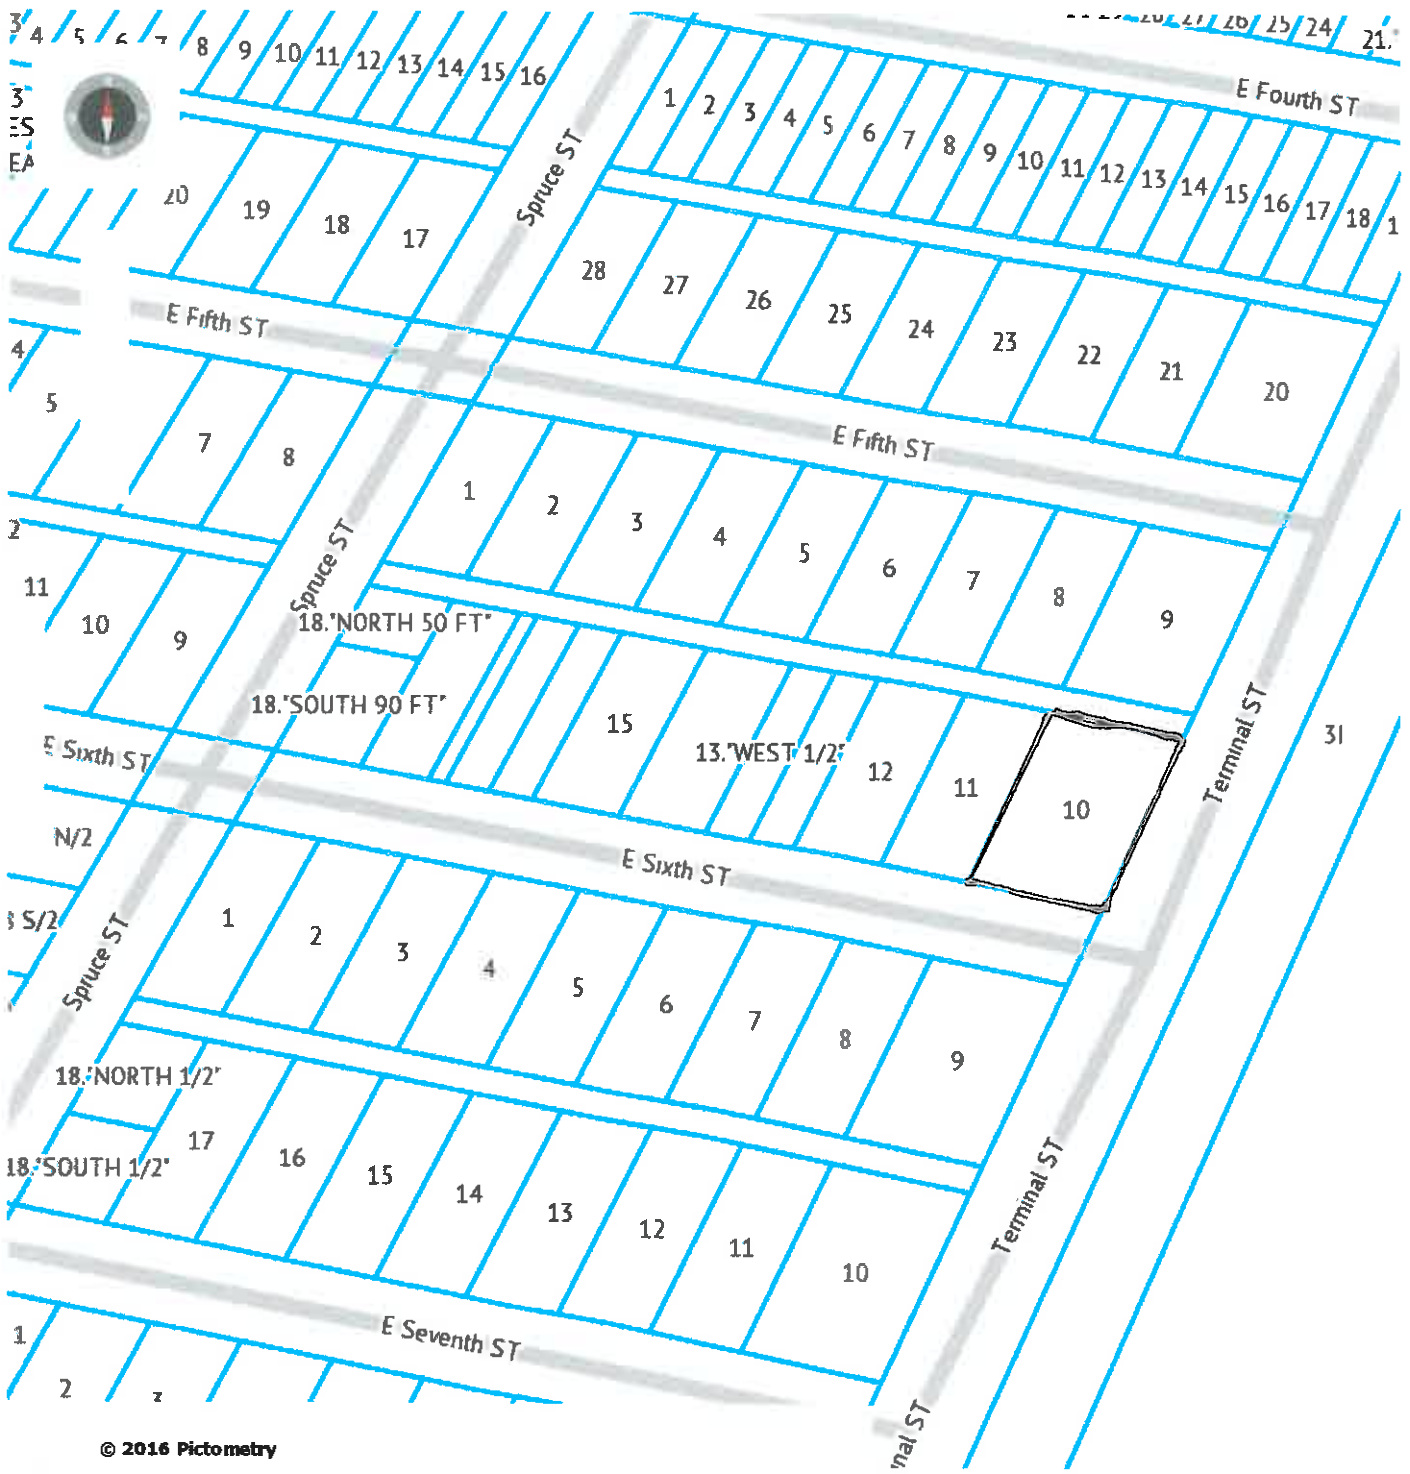 3 4 5 6 7 8 9 10 11 12 13 14 15 16
26 25 24
21.
E Fourth ST
3
ES
EA
1 2 3 4 5 6 7 8 9 10 11 12 13 14 15 16 17 18 1
Spruce ST
20 19 18 17
28 27 26 25 24 23 22 21 20
E Fifth ST
E Fifth ST
4
5
7 8
1 2 3 4 5 6 7 8 9
2
11 10 9
Spruce ST
18."NORTH 50 FT"
18."SOUTH 90 FT"
15
13."WEST 1/2"
12 11 10
Terminal ST
31
E Sixth ST
E Sixth ST
N/2
S/2
Spruce ST
1 2 3 4 5 6 7 8 9
18."NORTH 1/2"
18."SOUTH 1/2"
17 16 15 14 13 12 11 10
Terminal ST
E Seventh ST
1
2
3
nal ST
© 2016 Pictometry